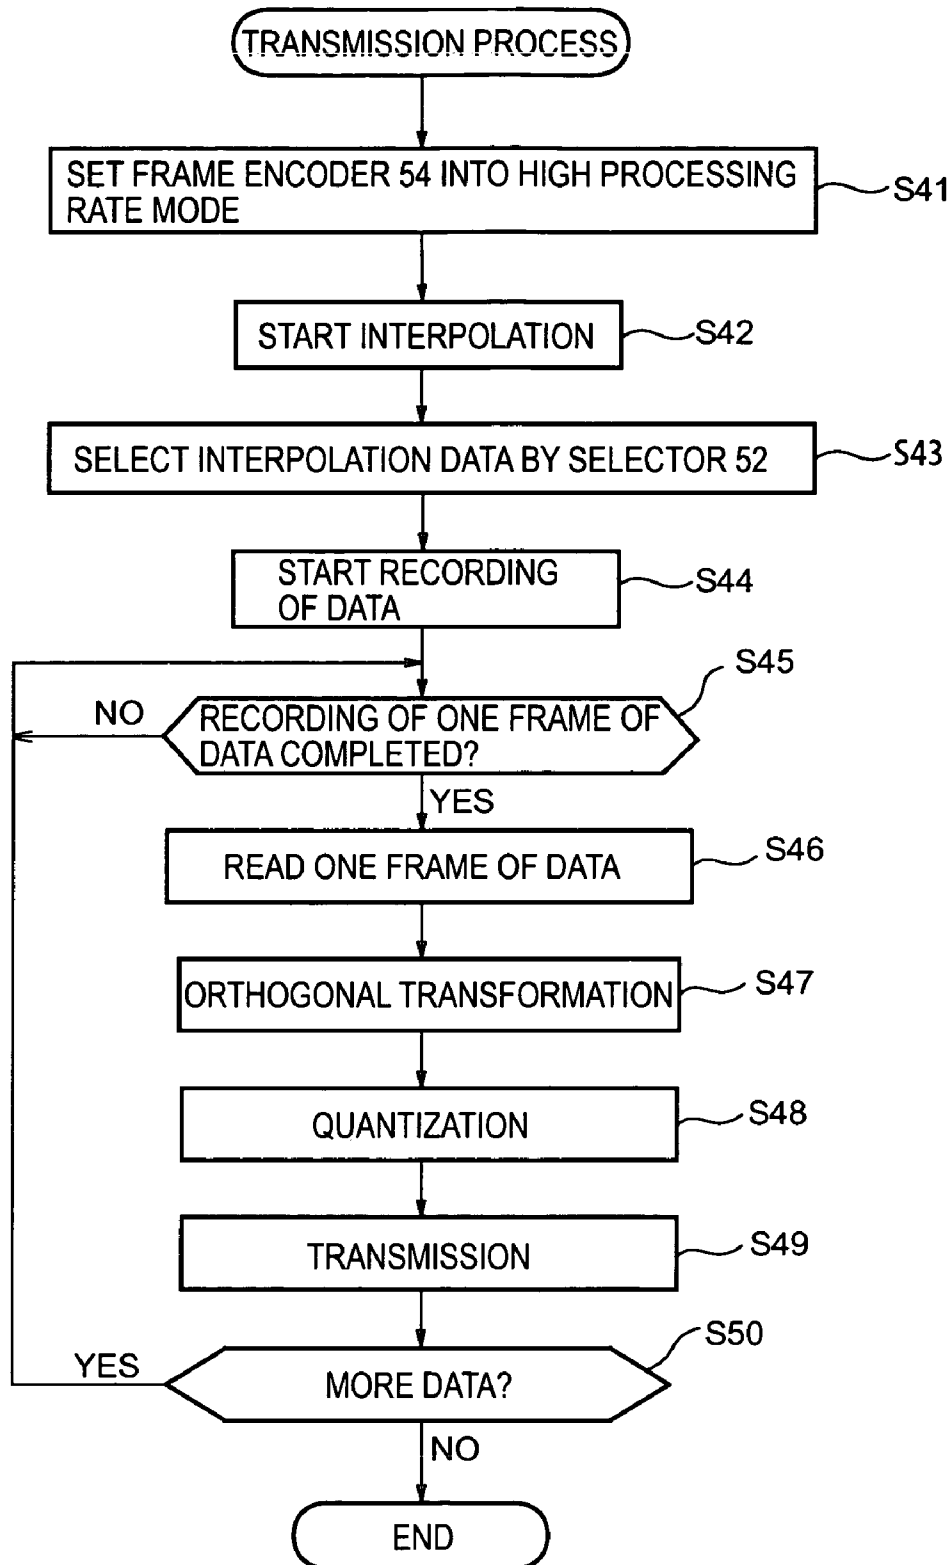 TRANSMISSION PROCESS
SET FRAME ENCODER 54 INTO HIGH PROCESSING
RATE MODE
S41
START INTERPOLATION
S42
SELECT INTERPOLATION DATA BY SELECTOR 52
S43
START RECORDING
OF DATA
S44
S45
NO
RECORDING OF ONE FRAME OF
DATA COMPLETED?
YES
READ ONE FRAME OF DATA
S46
ORTHOGONAL TRANSFORMATION
S47
QUANTIZATION
S48
TRANSMISSION
S49
S50
YES
MORE DATA?
NO
END